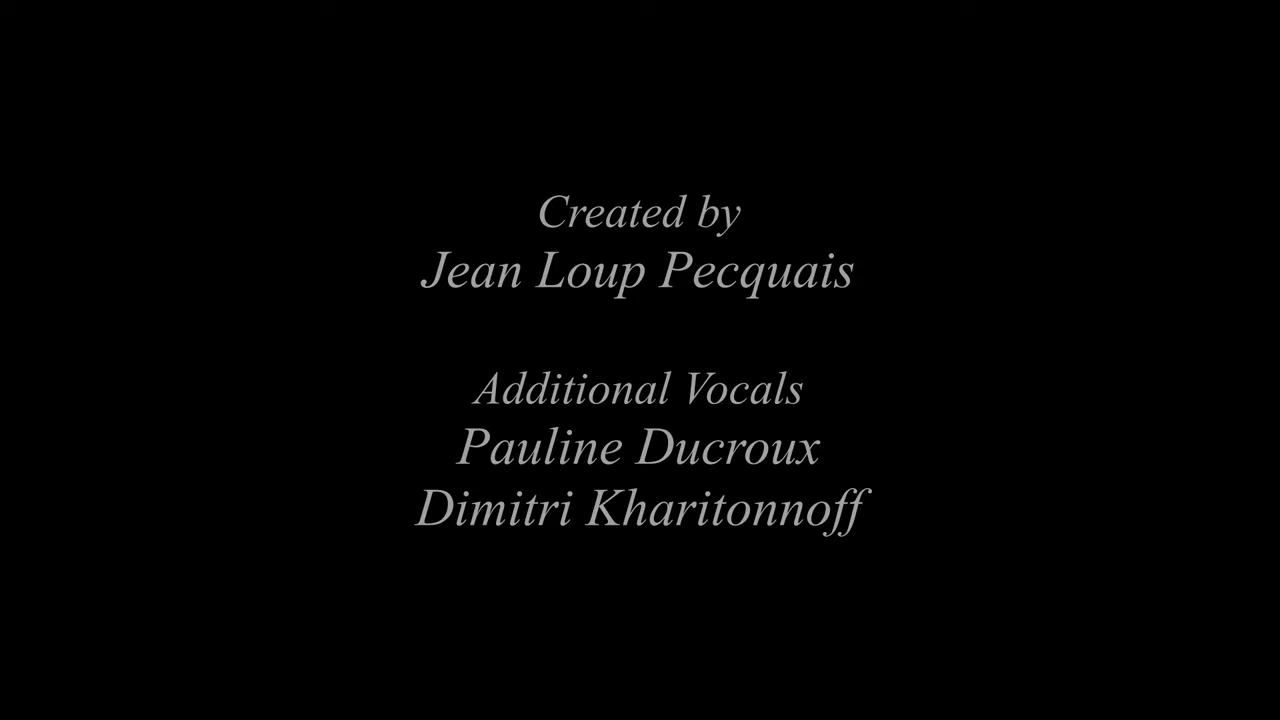 Created by
Jean Loup Pecquais
Additional Vocals
Pauline Ducroux
Dimitri Kharitonnoff